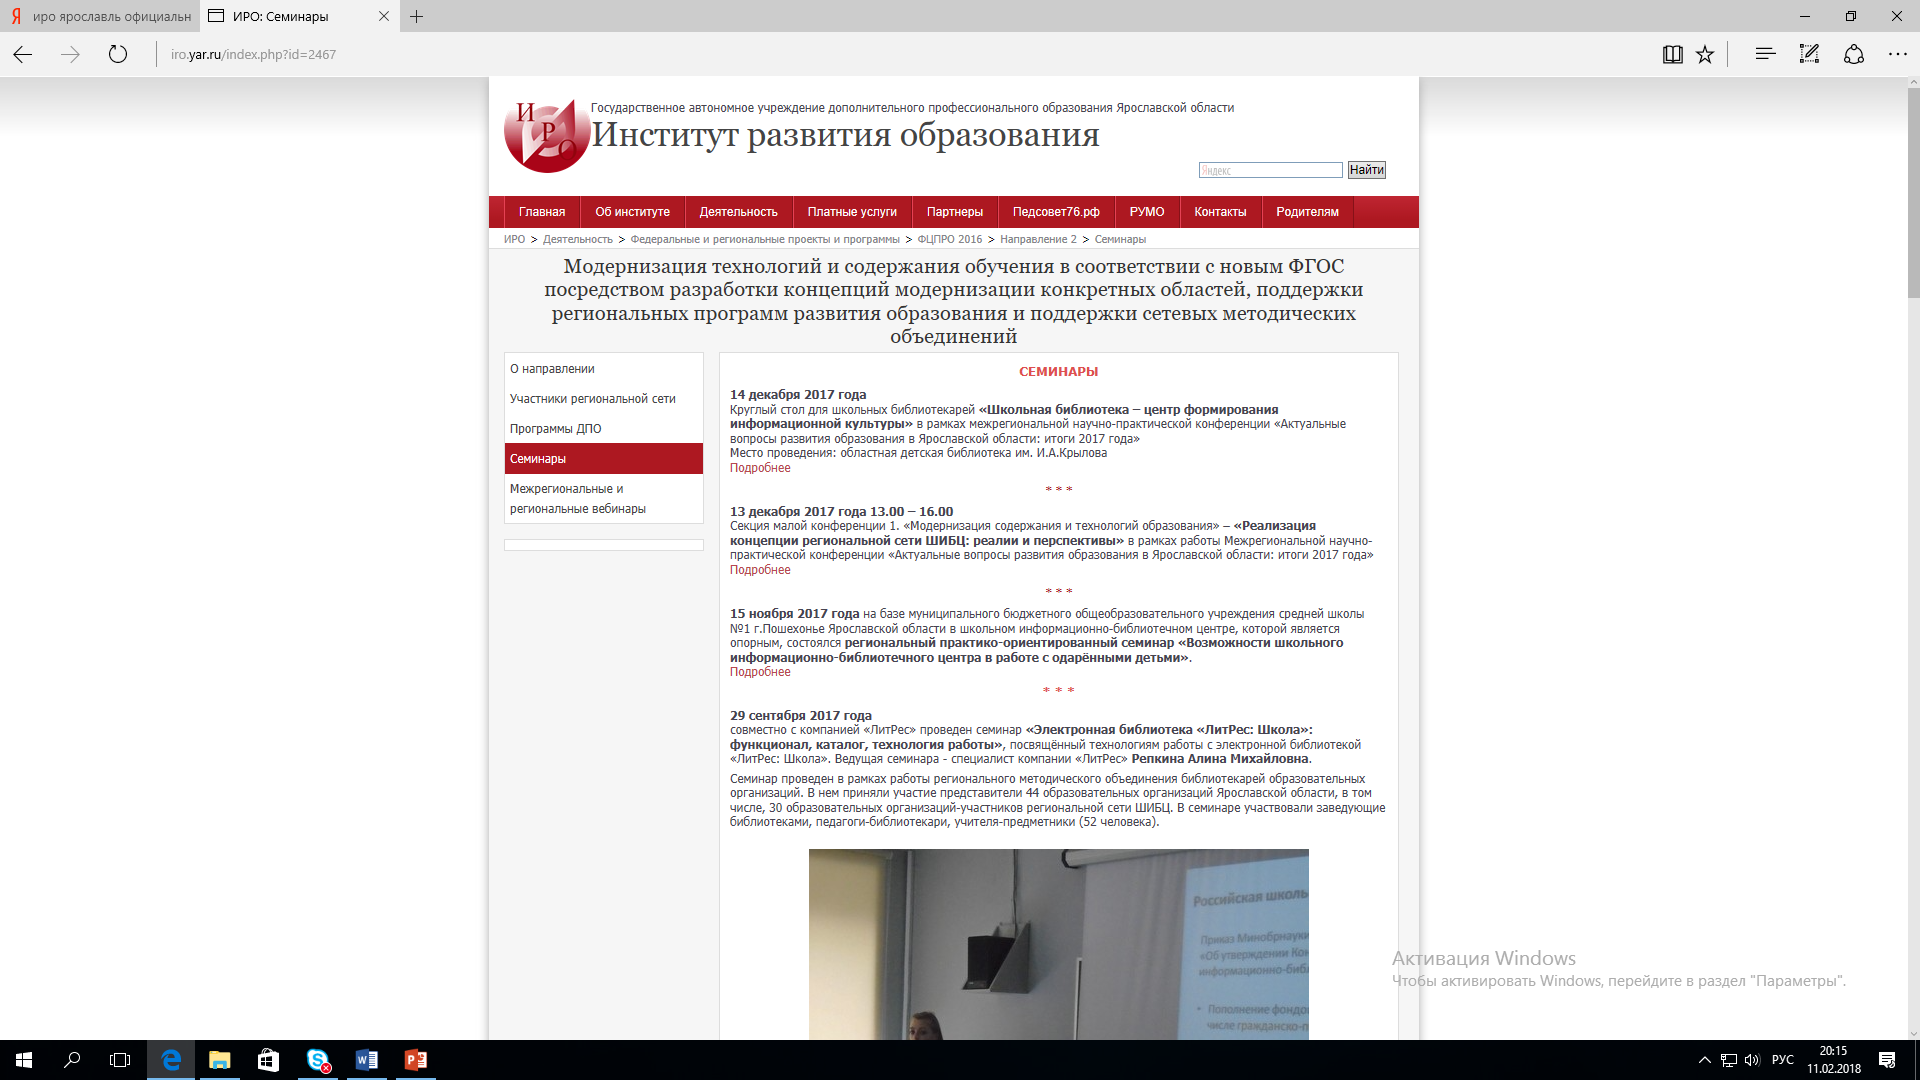 иро ярославль официальн
ИРО: Семинары
iro.yar.ru/index.php?id=2467
И
Р
О
Государственное автономное учреждение дополнительного профессионального образования Ярославской области
Институт развития образования
Яндекс
Найти
Главная
Об институте
Деятельность
Платные услуги
Партнеры
Педсовет76.рф
РУМО
Контакты
Родителям
ИРО > Деятельность > Федеральные и региональные проекты и программы > ФЦПРО 2016 > Направление 2 > Семинары
Модернизация технологий и содержания обучения в соответствии с новым ФГОС
посредством разработки концепций модернизации конкретных областей, поддержки
региональных программ развития образования и поддержки сетевых методических
объединений
О направлении
Участники региональной сети
Программы ДПО
Семинары
Межрегиональные и
региональные вебинары
СЕМИНАРЫ
14 декабря 2017 года
Круглый стол для школьных библиотекарей «Школьная библиотека – центр формирования
информационной культуры» в рамках межрегиональной научно-практической конференции «Актуальные
вопросы развития образования в Ярославской области: итоги 2017 года»
Место проведения: областная детская библиотека им. И.А.Крылова
Подробнее
* * *
13 декабря 2017 года 13.00 – 16.00
Секция малой конференции 1. «Модернизация содержания и технологий образования» – «Реализация
концепции региональной сети ШИБЦ: реалии и перспективы» в рамках работы Межрегиональной научно-
практической конференции «Актуальные вопросы развития образования в Ярославской области: итоги 2017 года»
Подробнее
* * *
15 ноября 2017 года на базе муниципального бюджетного общеобразовательного учреждения средней школы
№1 г.Пошехонье Ярославской области в школьном информационно-библиотечном центре, которой является
опорным, состоялся региональный практико-ориентированный семинар «Возможности школьного
информационно-библиотечного центра в работе с одарёнными детьми».
Подробнее
* * *
29 сентября 2017 года
совместно с компанией «ЛитРес» проведен семинар «Электронная библиотека «ЛитРес: Школа»:
функционал, каталог, технология работы», посвящённый технологиям работы с электронной библиотекой
«ЛитРес: Школа». Ведущая семинара - специалист компании «ЛитРес» Репкина Алина Михайловна.
Семинар проведен в рамках работы регионального методического объединения библиотекарей образовательных
организаций. В нем приняли участие представители 44 образовательных организаций Ярославской области, в том
числе, 30 образовательных организаций-участников региональной сети ШИБЦ. В семинаре участвовали заведующие
библиотеками, педагоги-библиотекари, учителя-предметники (52 человека).
Российская школь
Приказ Минобрнауки
«Об утверждении Кон
информационно-библ
• Пополнение фондо
числе гражданско-п
Активация Windows
Чтобы активировать Windows, перейдите в раздел "Параметры".
РУС
20:15
11.02.2018